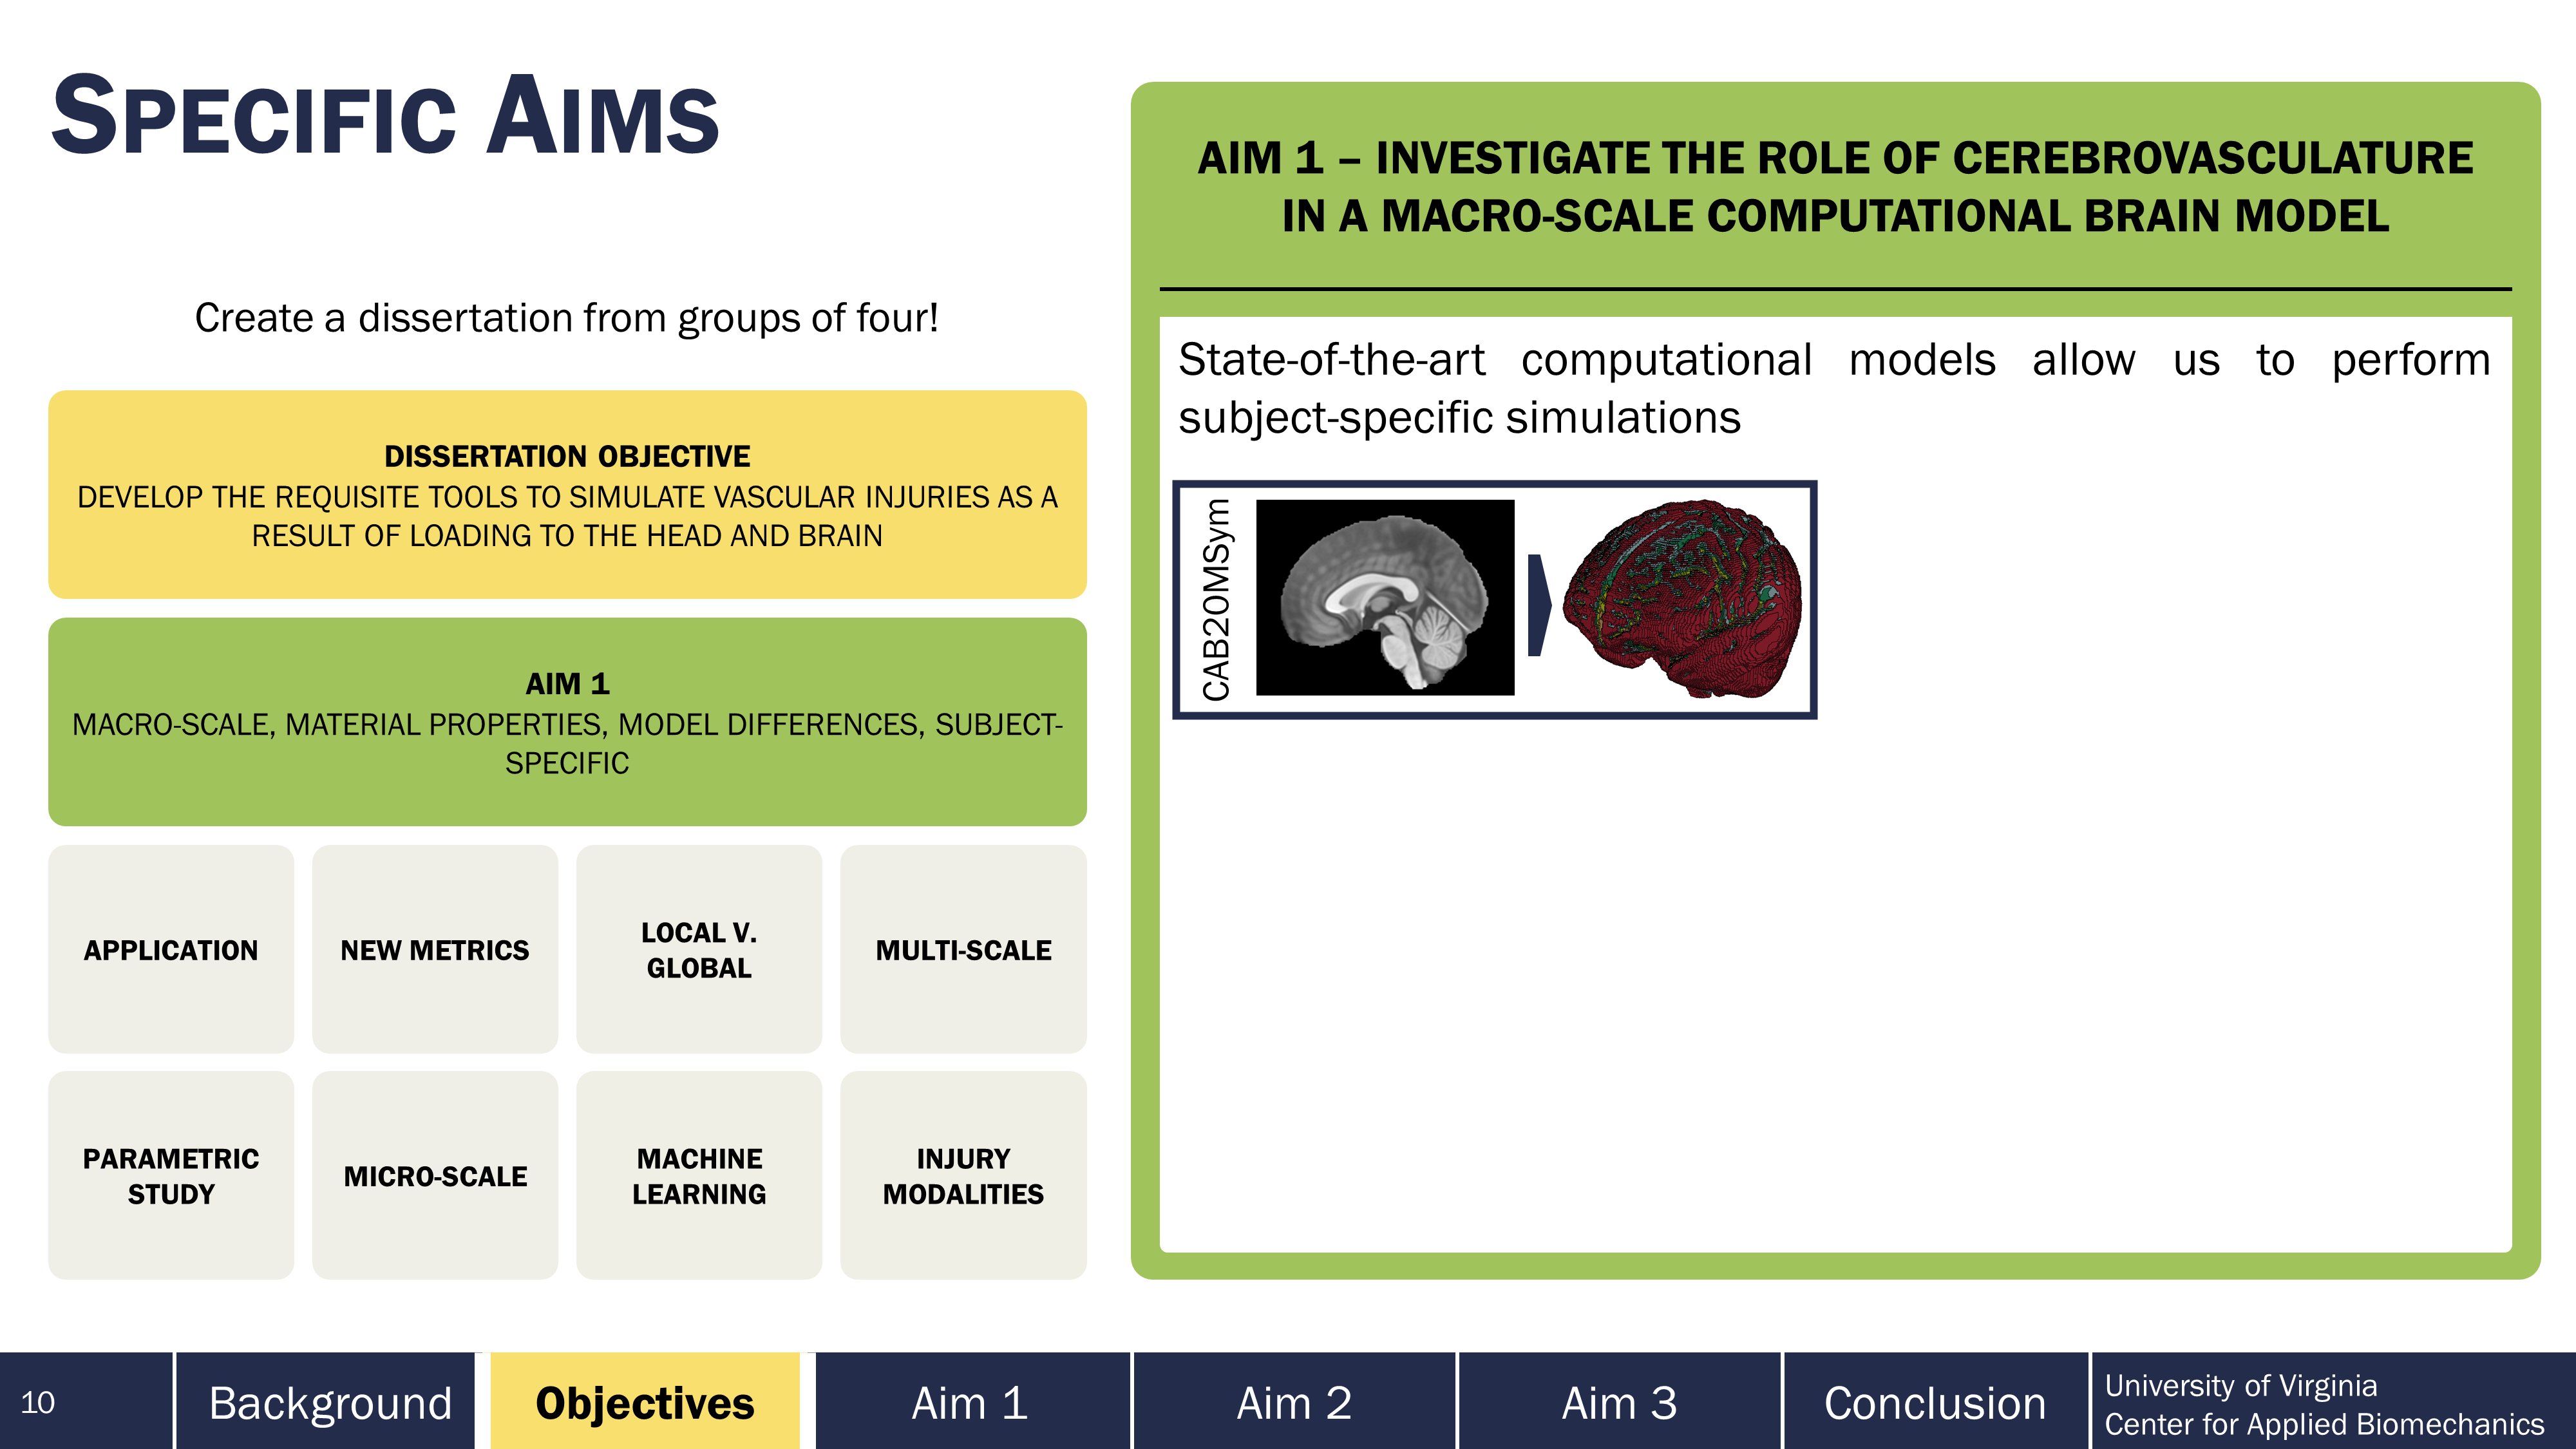 SPECIFIC AIMS
Create a dissertation from groups of four!
DISSERTATION OBJECTIVE
DEVELOP THE REQUISITE TOOLS TO SIMULATE VASCULAR INJURIES AS A
RESULT OF LOADING TO THE HEAD AND BRAIN
AIM 1
MACRO-SCALE, MATERIAL PROPERTIES, MODEL DIFFERENCES, SUBJECT-
SPECIFIC
APPLICATION
NEW METRICS
LOCAL V.
GLOBAL
MULTI-SCALE
PARAMETRIC
STUDY
MICRO-SCALE
MACHINE
LEARNING
INJURY
MODALITIES
AIM 1 – INVESTIGATE THE ROLE OF CEREBROVASCULATURE
IN A MACRO-SCALE COMPUTATIONAL BRAIN MODEL
State-of-the-art computational models allow us to perform
subject-specific simulations
CAB20MSym
10
Background
Objectives
Aim 1
Aim 2
Aim 3
Conclusion
University of Virginia
Center for Applied Biomechanics